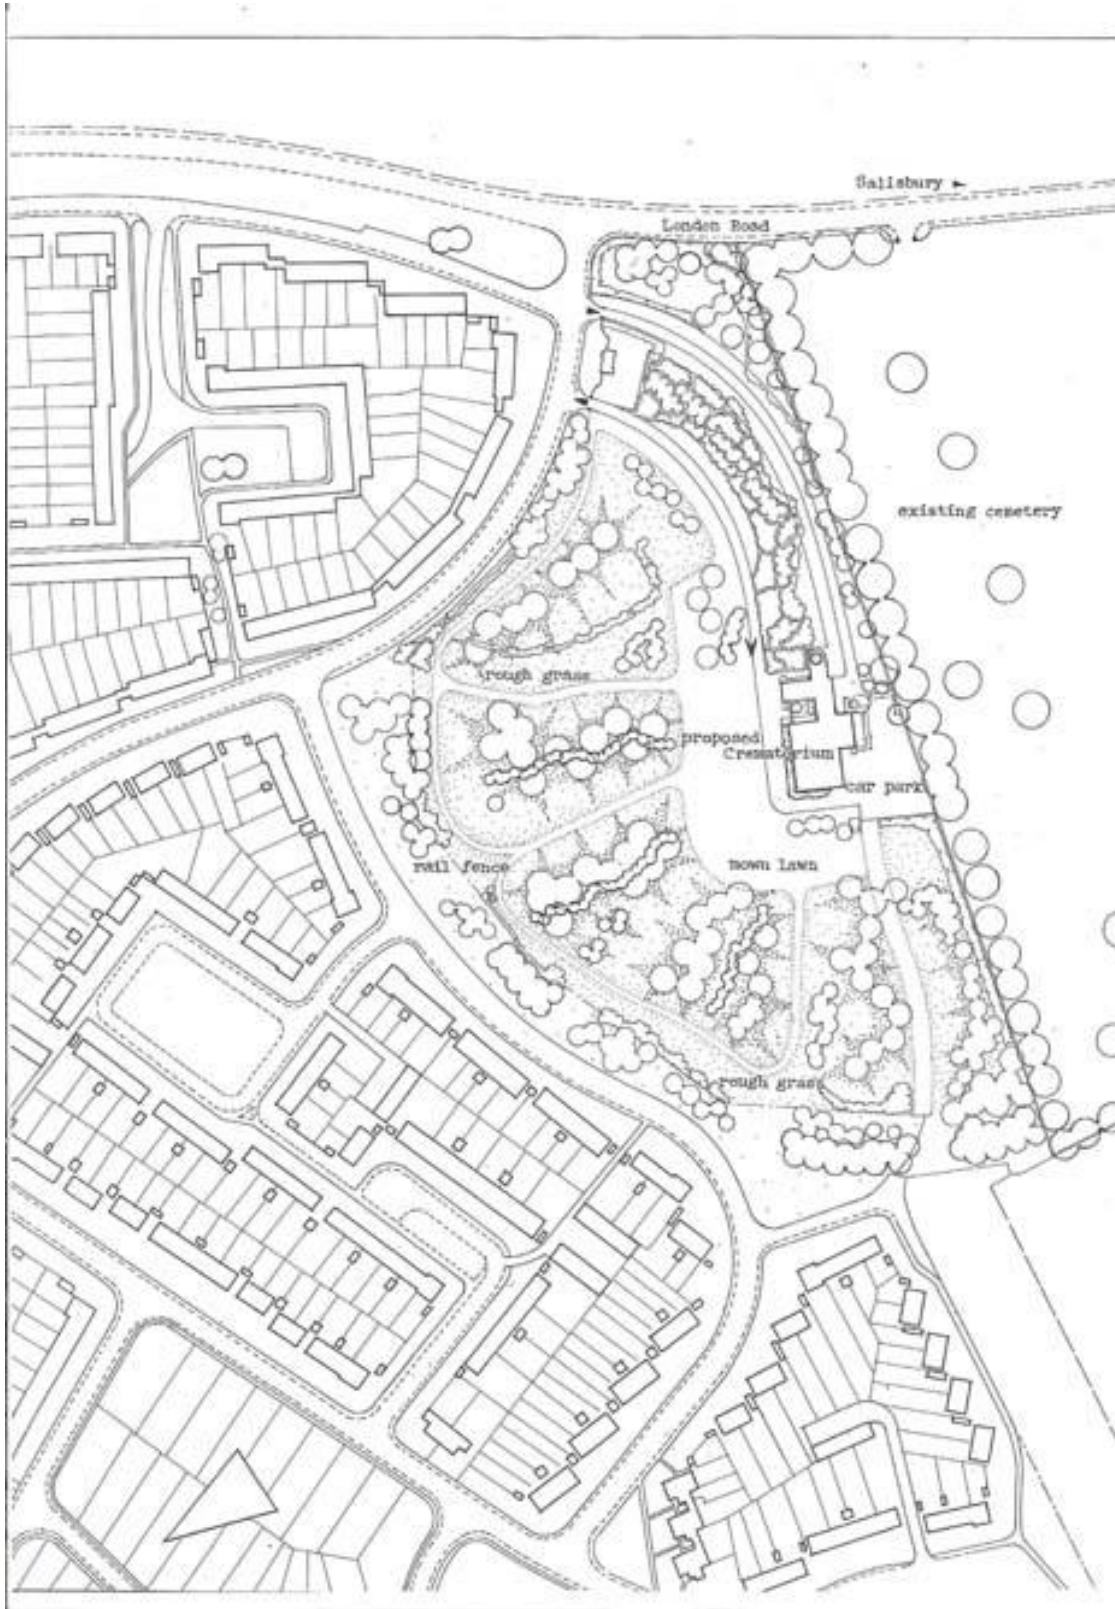 Salisbury
London Road
existing cemetery
rough grass
proposed
Crematorium
car park
rail fence
mown lawn
rough grass